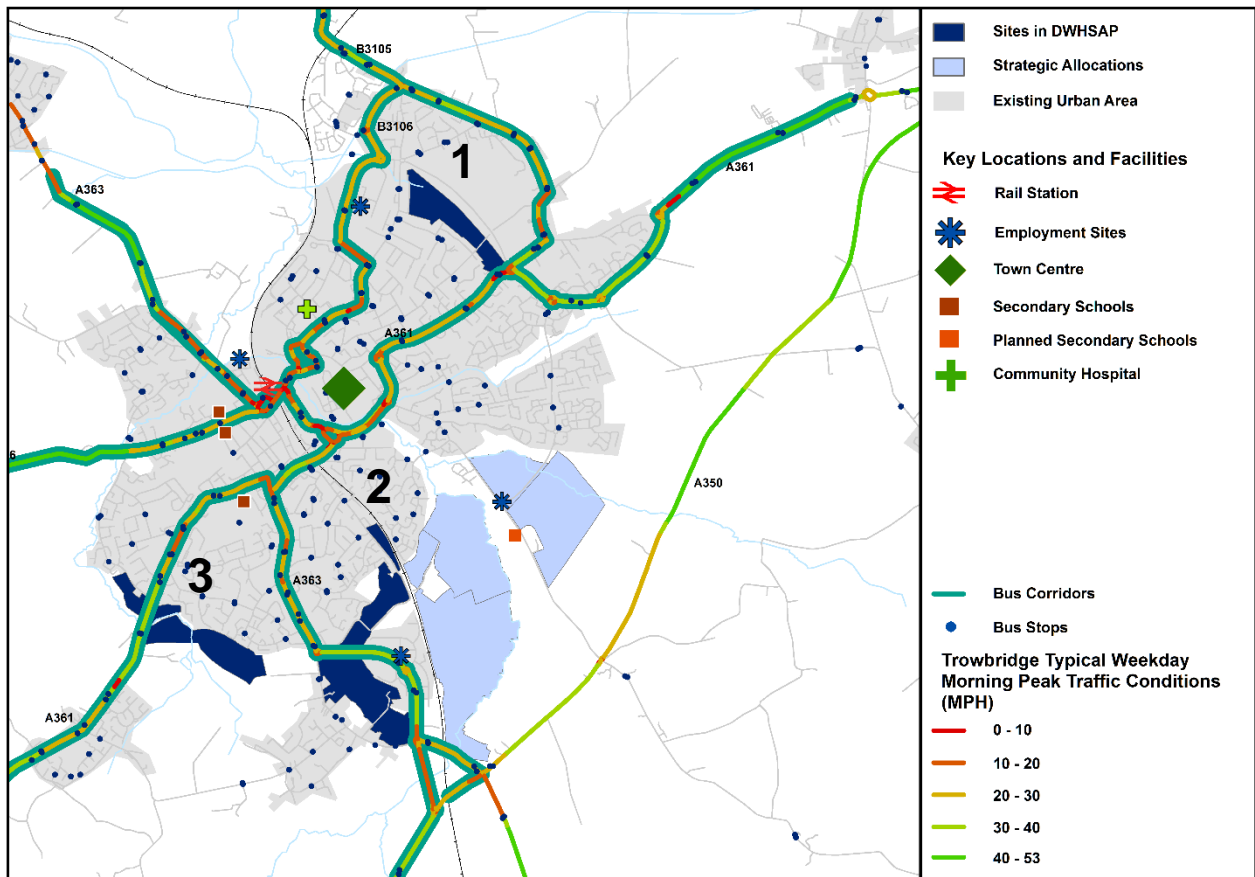 B3105
B3106
1
A363
A361
A361
2
A350
3
A363
A361
6
Sites in DWHSAP
Strategic Allocations
Existing Urban Area
Key Locations and Facilities
Rail Station
Employment Sites
Town Centre
Secondary Schools
Planned Secondary Schools
Community Hospital
Bus Corridors
Bus Stops
Trowbridge Typical Weekday
Morning Peak Traffic Conditions
(MPH)
0 - 10
10 - 20
20 - 30
30 - 40
40 - 53